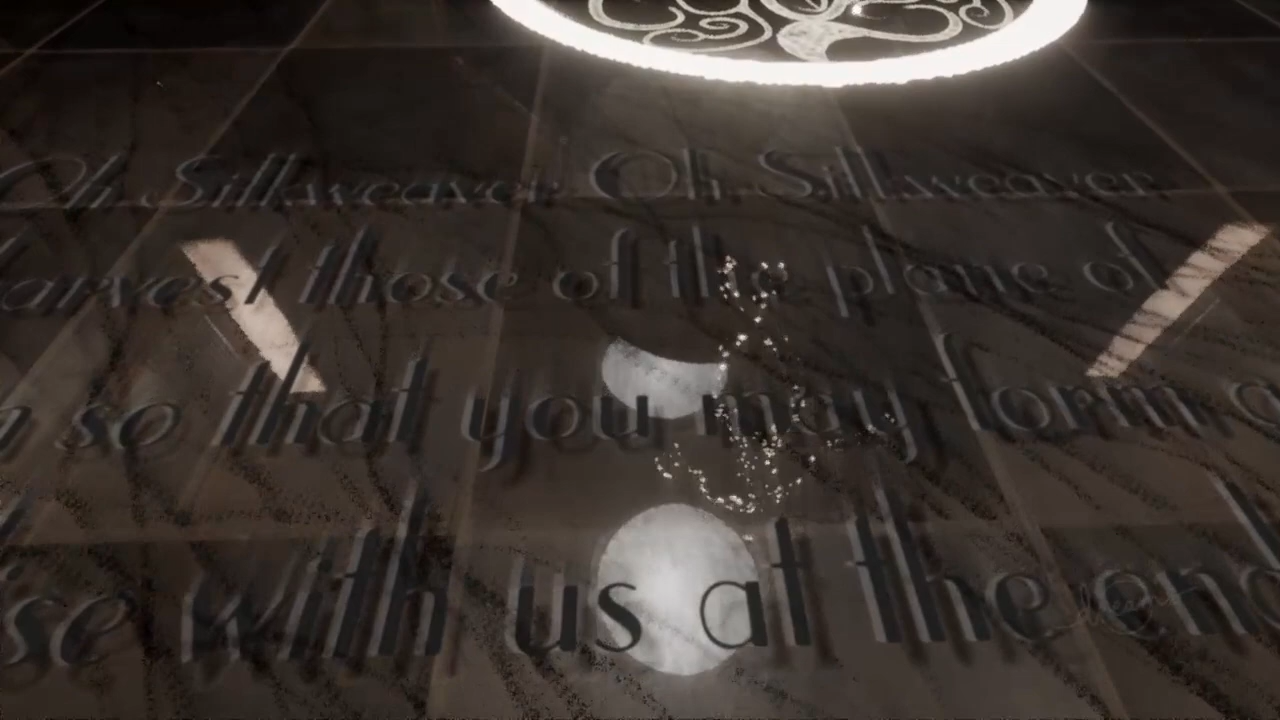 Oh Silkweaver Oh Silkweaver
those of the plane of
so that you may form
with us at the end
dreams